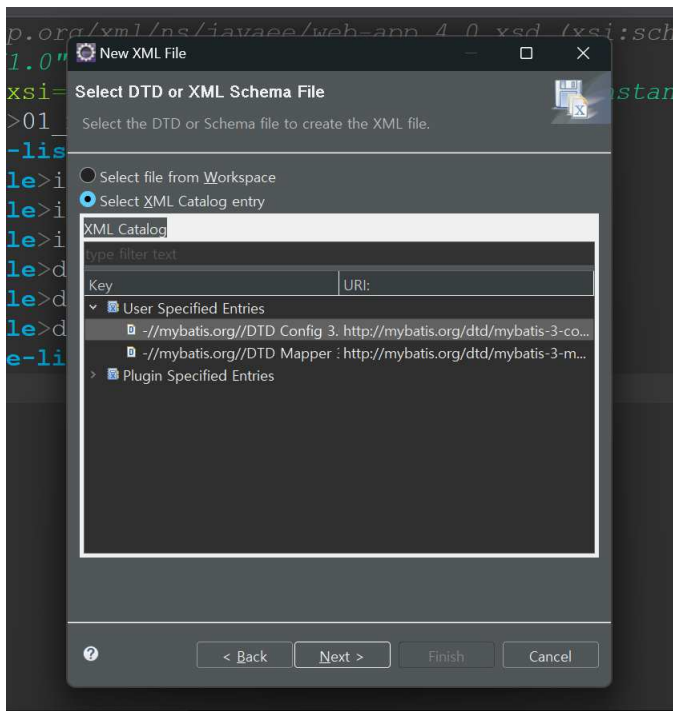 p.org/xml/ns/javaee/web-app_4_0.xsd (xsi:sch
1.0"
New XML File
xsi=
Select DTD or XML Schema File
stan
>01_
Select the DTD or Schema file to create the XML file.
-lis
le>i
Select file from Workspace
le>i
Select XML Catalog entry
le>i
XML Catalog
le>d
type filter text
le>d
Key URI:
le>d
User Specified Entries
e-li
-//mybatis.org//DTD Config 3. http://mybatis.org/dtd/mybatis-3-co...
-//mybatis.org//DTD Mapper http://mybatis.org/dtd/mybatis-3-m...
Plugin Specified Entries
< Back
Next >
Finish
Cancel